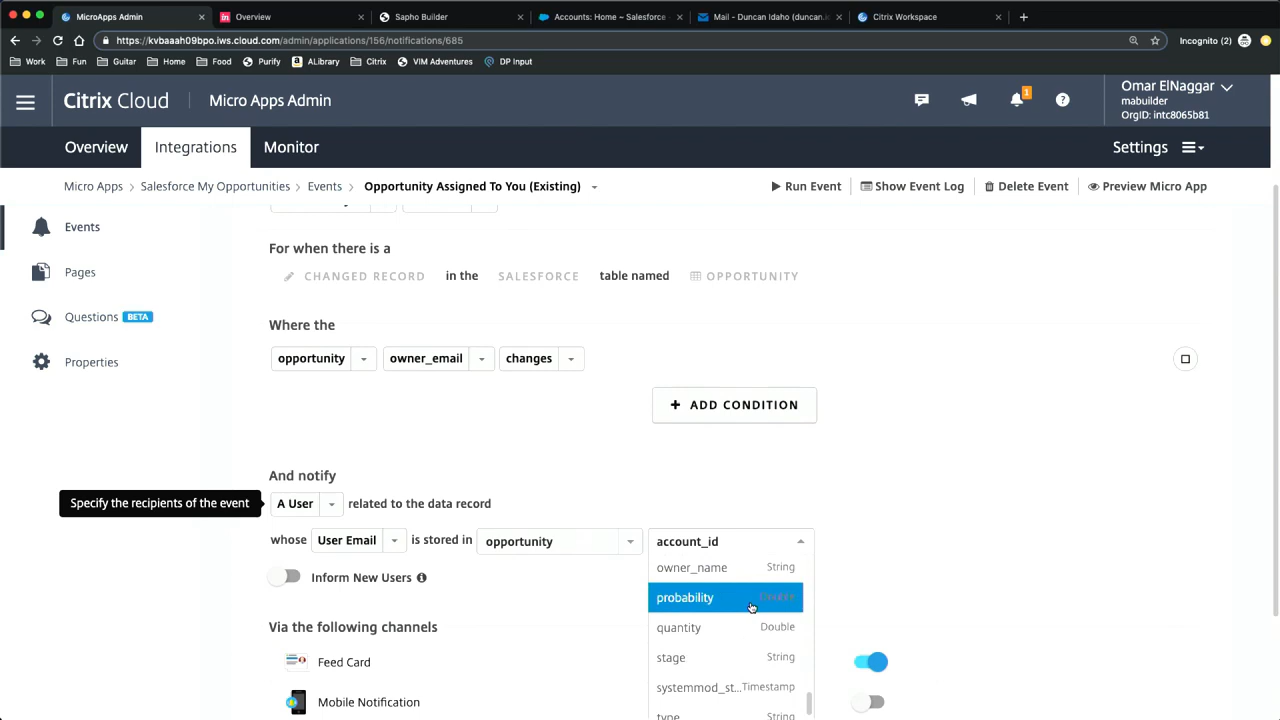 MicroApps Admin
Overview
Sapho Builder
Accounts: Home ~ Salesforce
Mail - Duncan Idaho (duncan.i
Citrix Workspace
https://kvbaaah09bpo.iws.cloud.com/admin/applications/156/notifications/685
Incognito (2)
Work
Fun
Guitar
Home
Food
Purify
ALibrary
Citrix
VIM Adventures
DP Input
Citrix Cloud
Micro Apps Admin
1
Omar ElNaggar
mabuilder
OrgID: intc8065b81
Overview
Integrations
Monitor
Settings
Micro Apps > Salesforce My Opportunities > Events > Opportunity Assigned To You (Existing)
Run Event
Show Event Log
Delete Event
Preview Micro App
Events
Pages
Questions BETA
Properties
For when there is a
CHANGED RECORD in the SALESFORCE table named OPPORTUNITY
Where the
opportunity owner_email changes
+ ADD CONDITION
And notify
Specify the recipients of the event
A User related to the data record
whose User Email is stored in opportunity account_id
owner_name String
probability Double
quantity Double
stage String
systemmod_st... Timestamp
type String
Inform New Users
Via the following channels
Feed Card
Mobile Notification